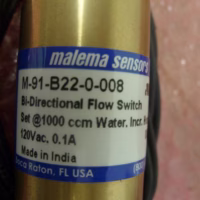 malema sensors
M-91-B22-0-008
Bi-Directional Flow Switch
Set @1000 ccm Water, Incr.
120Vac, 0.1A
Made in India
Boca Raton, FL USA